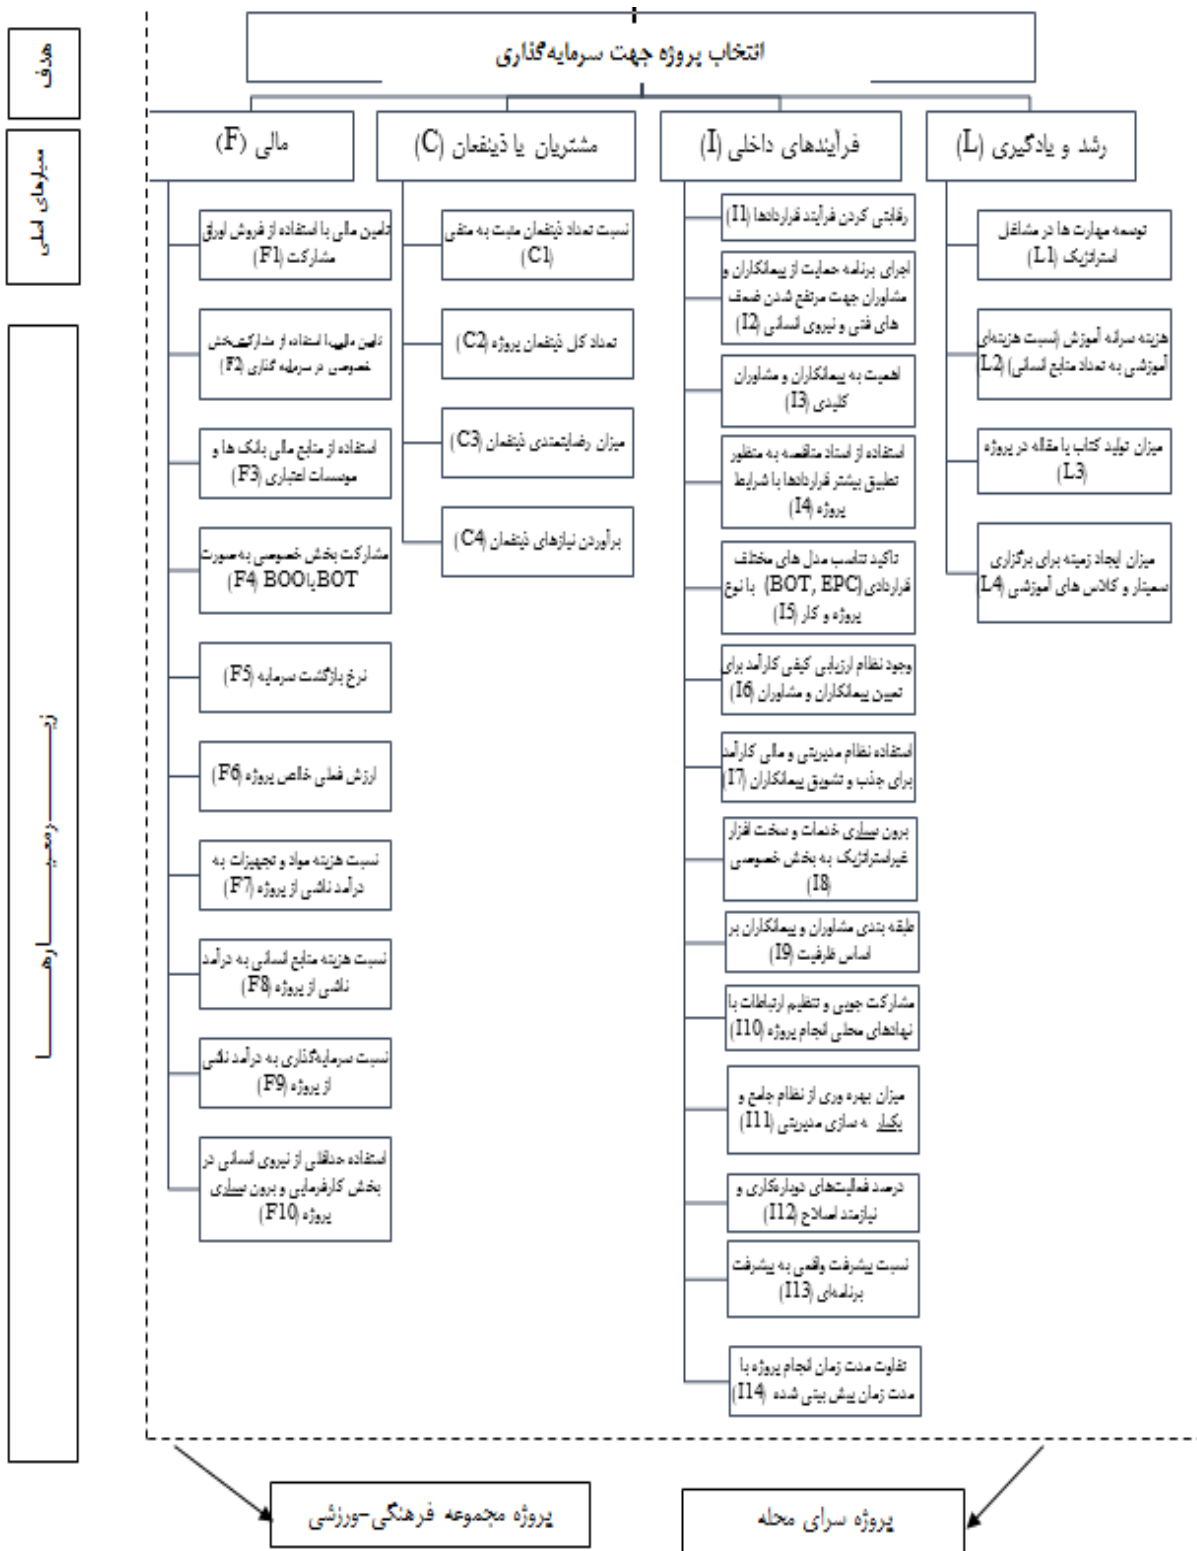 هدف
انتخاب پروژه جهت سرمایه‌گذاری
معیارهای اصلی
رشد و یادگیری (L)
فرآیندهای داخلی (I)
مشتریان یا ذینفعان (C)
مالی (F)
زیرمعیارها
توسعه مهارت ها در مشاغل
استراتژیک (L1)
هزینه سرانه آموزش (نسبت هزینه‌های
آموزشی به تعداد منابع انسانی) (L2)
میزان تولید کتاب یا مقاله در پروژه
(L3)
میزان ایجاد زمینه برای برگزاری
سمینار و کلاس های آموزشی (L4)
رقابتی کردن فرآیند قراردادها (I1)
اجرای برنامه حمایت از پیمانکاران و
مشاوران جهت مرتفع شدن ضعف
های فنی و نیروی انسانی (I2)
اهمیت به پیمانکاران و مشاوران
کلیدی (I3)
استفاده از اسناد مناقصه به منظور
تطبیق بیشتر قراردادها با شرایط
پروژه (I4)
تاکید تناسب مدل های مختلف
قراردادی (BOT, EPC) با نوع
پروژه و کار (I5)
وجود نظام ارزیابی کیفی کارآمد برای
تعیین پیمانکاران و مشاوران (I6)
استفاده نظام مدیریتی و مالی کارآمد
برای جذب و تشویق پیمانکاران (I7)
برون سپاری خدمات و سخت افزار
غیراستراتژیک به بخش خصوصی
(I8)
طبقه بندی مشاوران و پیمانکاران بر
اساس ظرفیت (I9)
مشارکت جویی و تنظیم ارتباطات با
نهادهای محلی انجام پروژه (I10)
میزان بهره وری از نظام جامع و
یکپار ه سازی مدیریتی (I11)
درصد فعالیت‌های دوباره‌کاری و
نیازمند اصلاح (I12)
نسبت پیشرفت واقعی به پیشرفت
برنامه‌ای (I13)
تفاوت مدت زمان انجام پروژه با
مدت زمان پیش بینی شده (I14)
نسبت تعداد ذینفعان مثبت به منفی
(C1)
تعداد کل ذینفعان پروژه (C2)
میزان رضایتمندی ذینفعان (C3)
برآوردن نیازهای ذینفعان (C4)
تامین مالی با استفاده از فروش اوراق
مشارکت (F1)
تامین مالی با استفاده از مشارکت بخش
خصوصی در سرمایه گذاری (F2)
استفاده از منابع مالی بانک ها و
موسسات اعتباری (F3)
مشارکت بخش خصوصی به صورت
BOT یا BOO (F4)
نرخ بازگشت سرمایه (F5)
ارزش فعلی خالص پروژه (F6)
نسبت هزینه مواد و تجهیزات به
درآمد ناشی از پروژه (F7)
نسبت هزینه منابع انسانی به درآمد
ناشی از پروژه (F8)
نسبت سرمایه‌گذاری به درآمد ناشی
از پروژه (F9)
استفاده حداقلی از نیروی انسانی در
بخش کارفرمایی و برون سپاری
پروژه (F10)
پروژه سرای محله
پروژه مجموعه فرهنگی-ورزشی